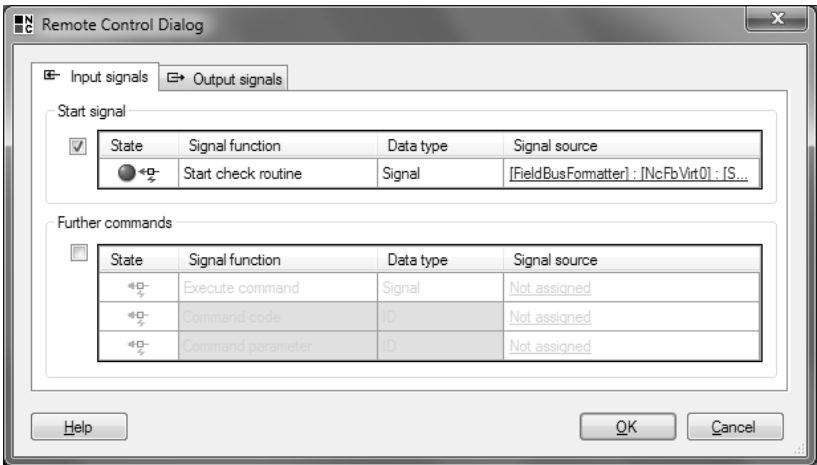 NC Remote Control Dialog
Input signals Output signals
Start signal
State Signal function Data type Signal source
Start check routine Signal [FieldBusFormatter] : [NcFbVirt0] : [S...
Further commands
State Signal function Data type Signal source
Execute command Signal Not assigned
Command code ID Not assigned
Command parameter ID Not assigned
Help OK Cancel